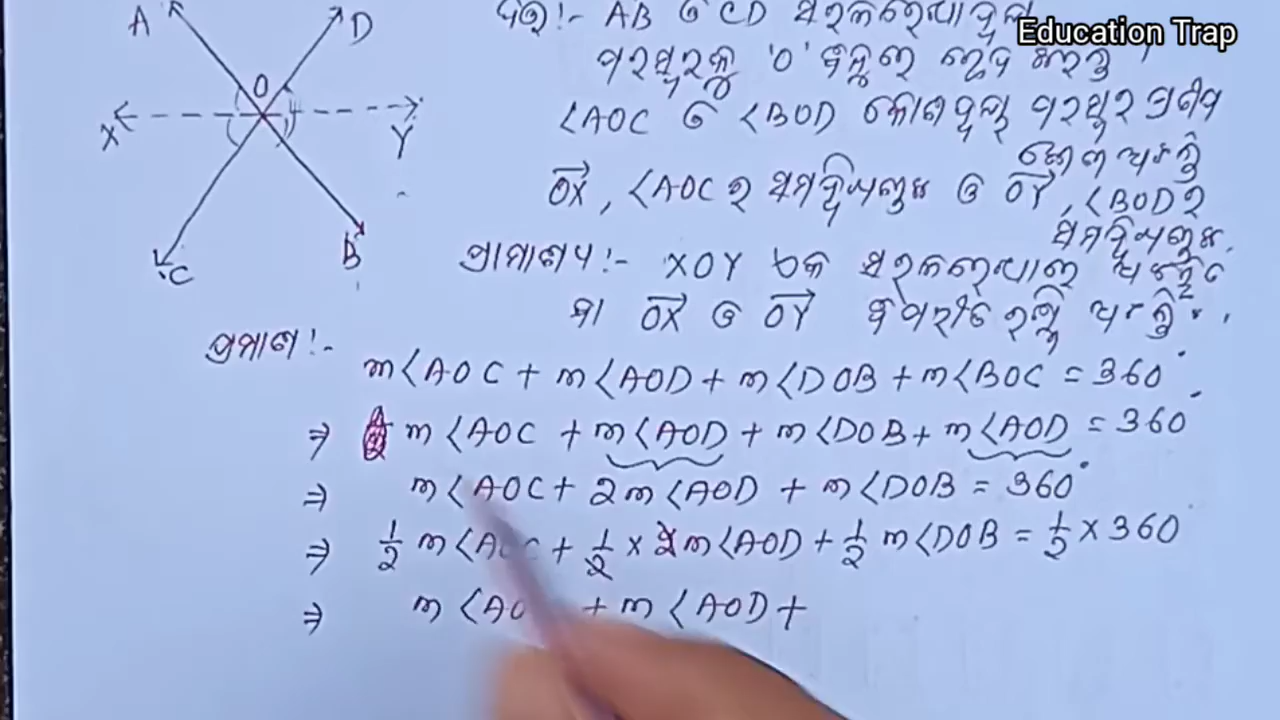 ଦତ୍ତ :- AB ଓ CD ସରଳରେଖାଦ୍ୱୟ
Education Trap
ପରସ୍ପରକୁ 'O' ବିନ୍ଦୁରେ ଛେଦ କରନ୍ତି ।
<AOC ଓ <BOD କୋଣଦ୍ୱୟ ପରସ୍ପର ପ୍ରତୀପ
କୋଣ ଅଟନ୍ତି
OX, <AOC ର ସମଦ୍ୱିଖଣ୍ଡକ ଓ OY, <BOD ର
ସମଦ୍ୱିଖଣ୍ଡକ.
ପ୍ରାମାଣ୍ୟ :- XOY ଏକ ସରଳରେଖା
ବା OX ଓ OY ବିପରୀତ ରଶ୍ମି ଅଟନ୍ତି ।
ପ୍ରମାଣ :-
m<AOC + m<AOD + m<DOB + m<BOC = 360°
⇒ m<AOC + m<AOD + m<DOB + m<AOD = 360°
⇒ m<AOC + 2m<AOD + m<DOB = 360°
⇒ 1/2 m<AOC + 1/2 × 2m<AOD + 1/2 m<DOB = 1/2 × 360
⇒ m<AO + m<AOD +
A
D
O
X
Y
C
B